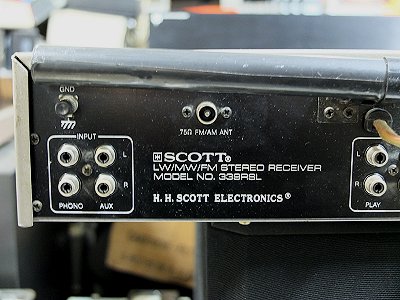 GND
75Ω FM/AM ANT
INPUT
L
R
PHONO AUX
SCOTT®
LW/MW/FM STEREO RECEIVER
MODEL NO. 339RSL
H.H. SCOTT ELECTRONICS®
L
R
PLAY